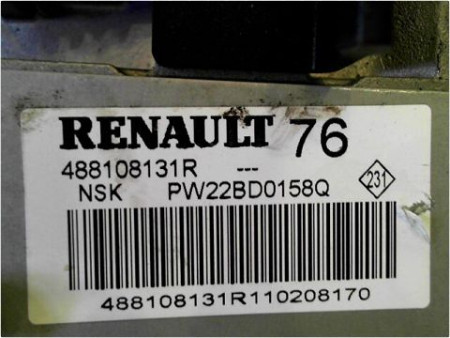 RENAULT 76
488108131R ---
NSK PW22BD0158Q 231
488108131R110208170